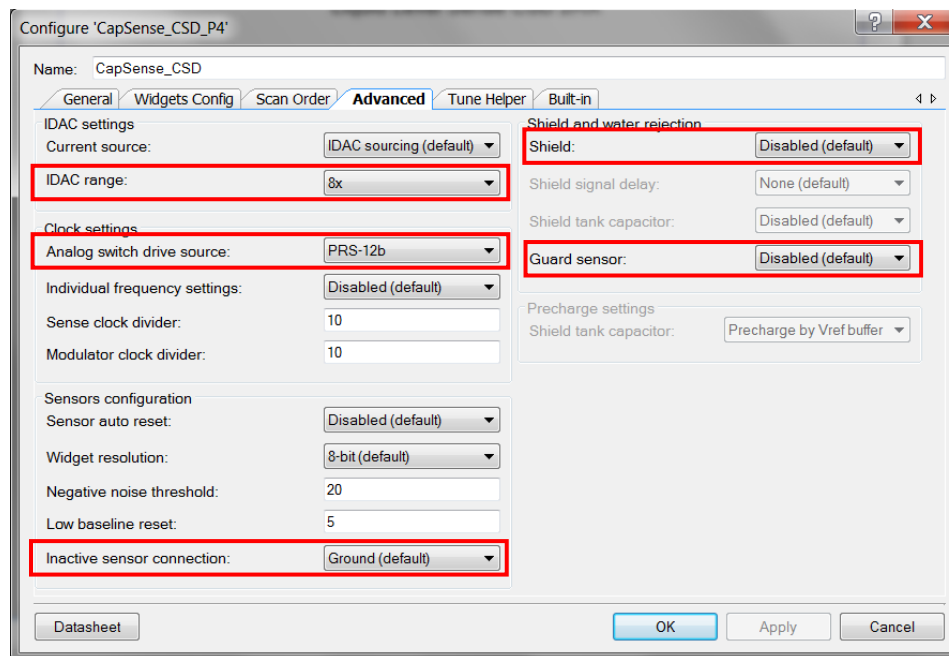 Configure 'CapSense_CSD_P4'
Name: CapSense_CSD
General Widgets Config Scan Order Advanced Tune Helper Built-in
IDAC settings
Current source: IDAC sourcing (default)
IDAC range: 8x
Clock settings
Analog switch drive source: PRS-12b
Individual frequency settings: Disabled (default)
Sense clock divider: 10
Modulator clock divider: 10
Sensors configuration
Sensor auto reset: Disabled (default)
Widget resolution: 8-bit (default)
Negative noise threshold: 20
Low baseline reset: 5
Inactive sensor connection: Ground (default)
Shield and water rejection
Shield: Disabled (default)
Shield signal delay: None (default)
Shield tank capacitor: Disabled (default)
Guard sensor: Disabled (default)
Precharge settings
Shield tank capacitor: Precharge by Vref buffer
Datasheet OK Apply Cancel